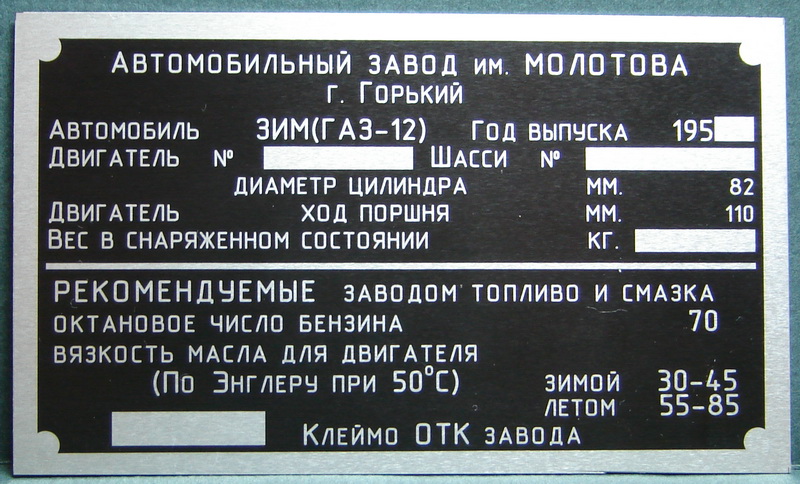 АВТОМОБИЛЬНЫЙ ЗАВОД ИМ. МОЛОТОВА
Г. ГОРЬКИЙ
АВТОМОБИЛЬ ЗИМ(ГАЗ-12) ГОД ВЫПУСКА 195
ДВИГАТЕЛЬ № ШАССИ №
ДИАМЕТР ЦИЛИНДРА ММ. 82
ДВИГАТЕЛЬ ХОД ПОРШНЯ ММ. 110
ВЕС В СНАРЯЖЕННОМ СОСТОЯНИИ КГ.
РЕКОМЕНДУЕМЫЕ ЗАВОДОМ ТОПЛИВО И СМАЗКА
ОКТАНОВОЕ ЧИСЛО БЕНЗИНА 70
ВЯЗКОСТЬ МАСЛА ДЛЯ ДВИГАТЕЛЯ
(ПО ЭНГЛЕРУ ПРИ 50°С) ЗИМОЙ 30-45
ЛЕТОМ 55-85
КЛЕЙМО ОТК ЗАВОДА